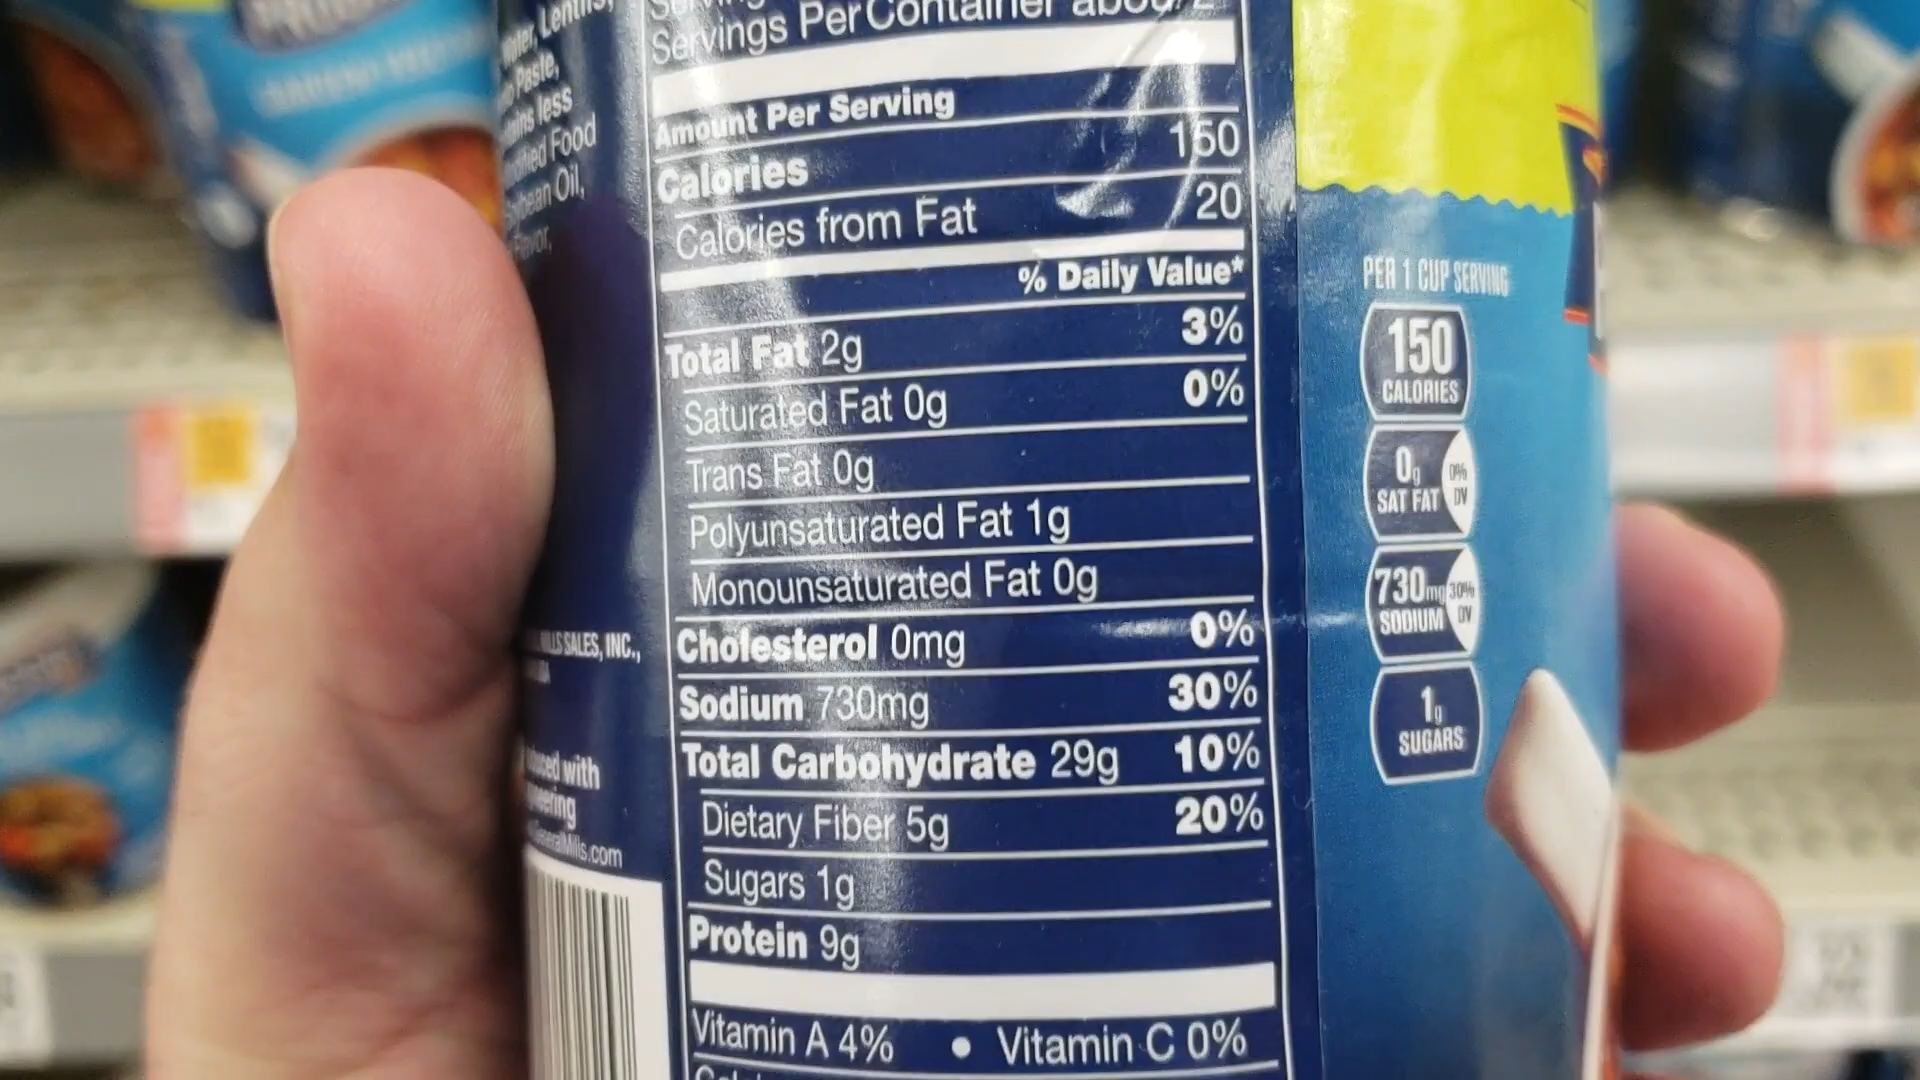 Water, Lentils,
Paste,
less
Food
Oil,
Servings Per Container about 2
Amount Per Serving
Calories 150
Calories from Fat 20
% Daily Value*
Total Fat 2g 3%
Saturated Fat 0g 0%
Trans Fat 0g
Polyunsaturated Fat 1g
Monounsaturated Fat 0g
Cholesterol 0mg 0%
Sodium 730mg 30%
Total Carbohydrate 29g 10%
Dietary Fiber 5g 20%
Sugars 1g
Protein 9g
Vitamin A 4% • Vitamin C 0%
SALES, INC.,
with
GeneralMills.com
PER 1 CUP SERVING
150
CALORIES
0g 0%
SAT FAT DV
730mg 30%
SODIUM DV
1g
SUGARS